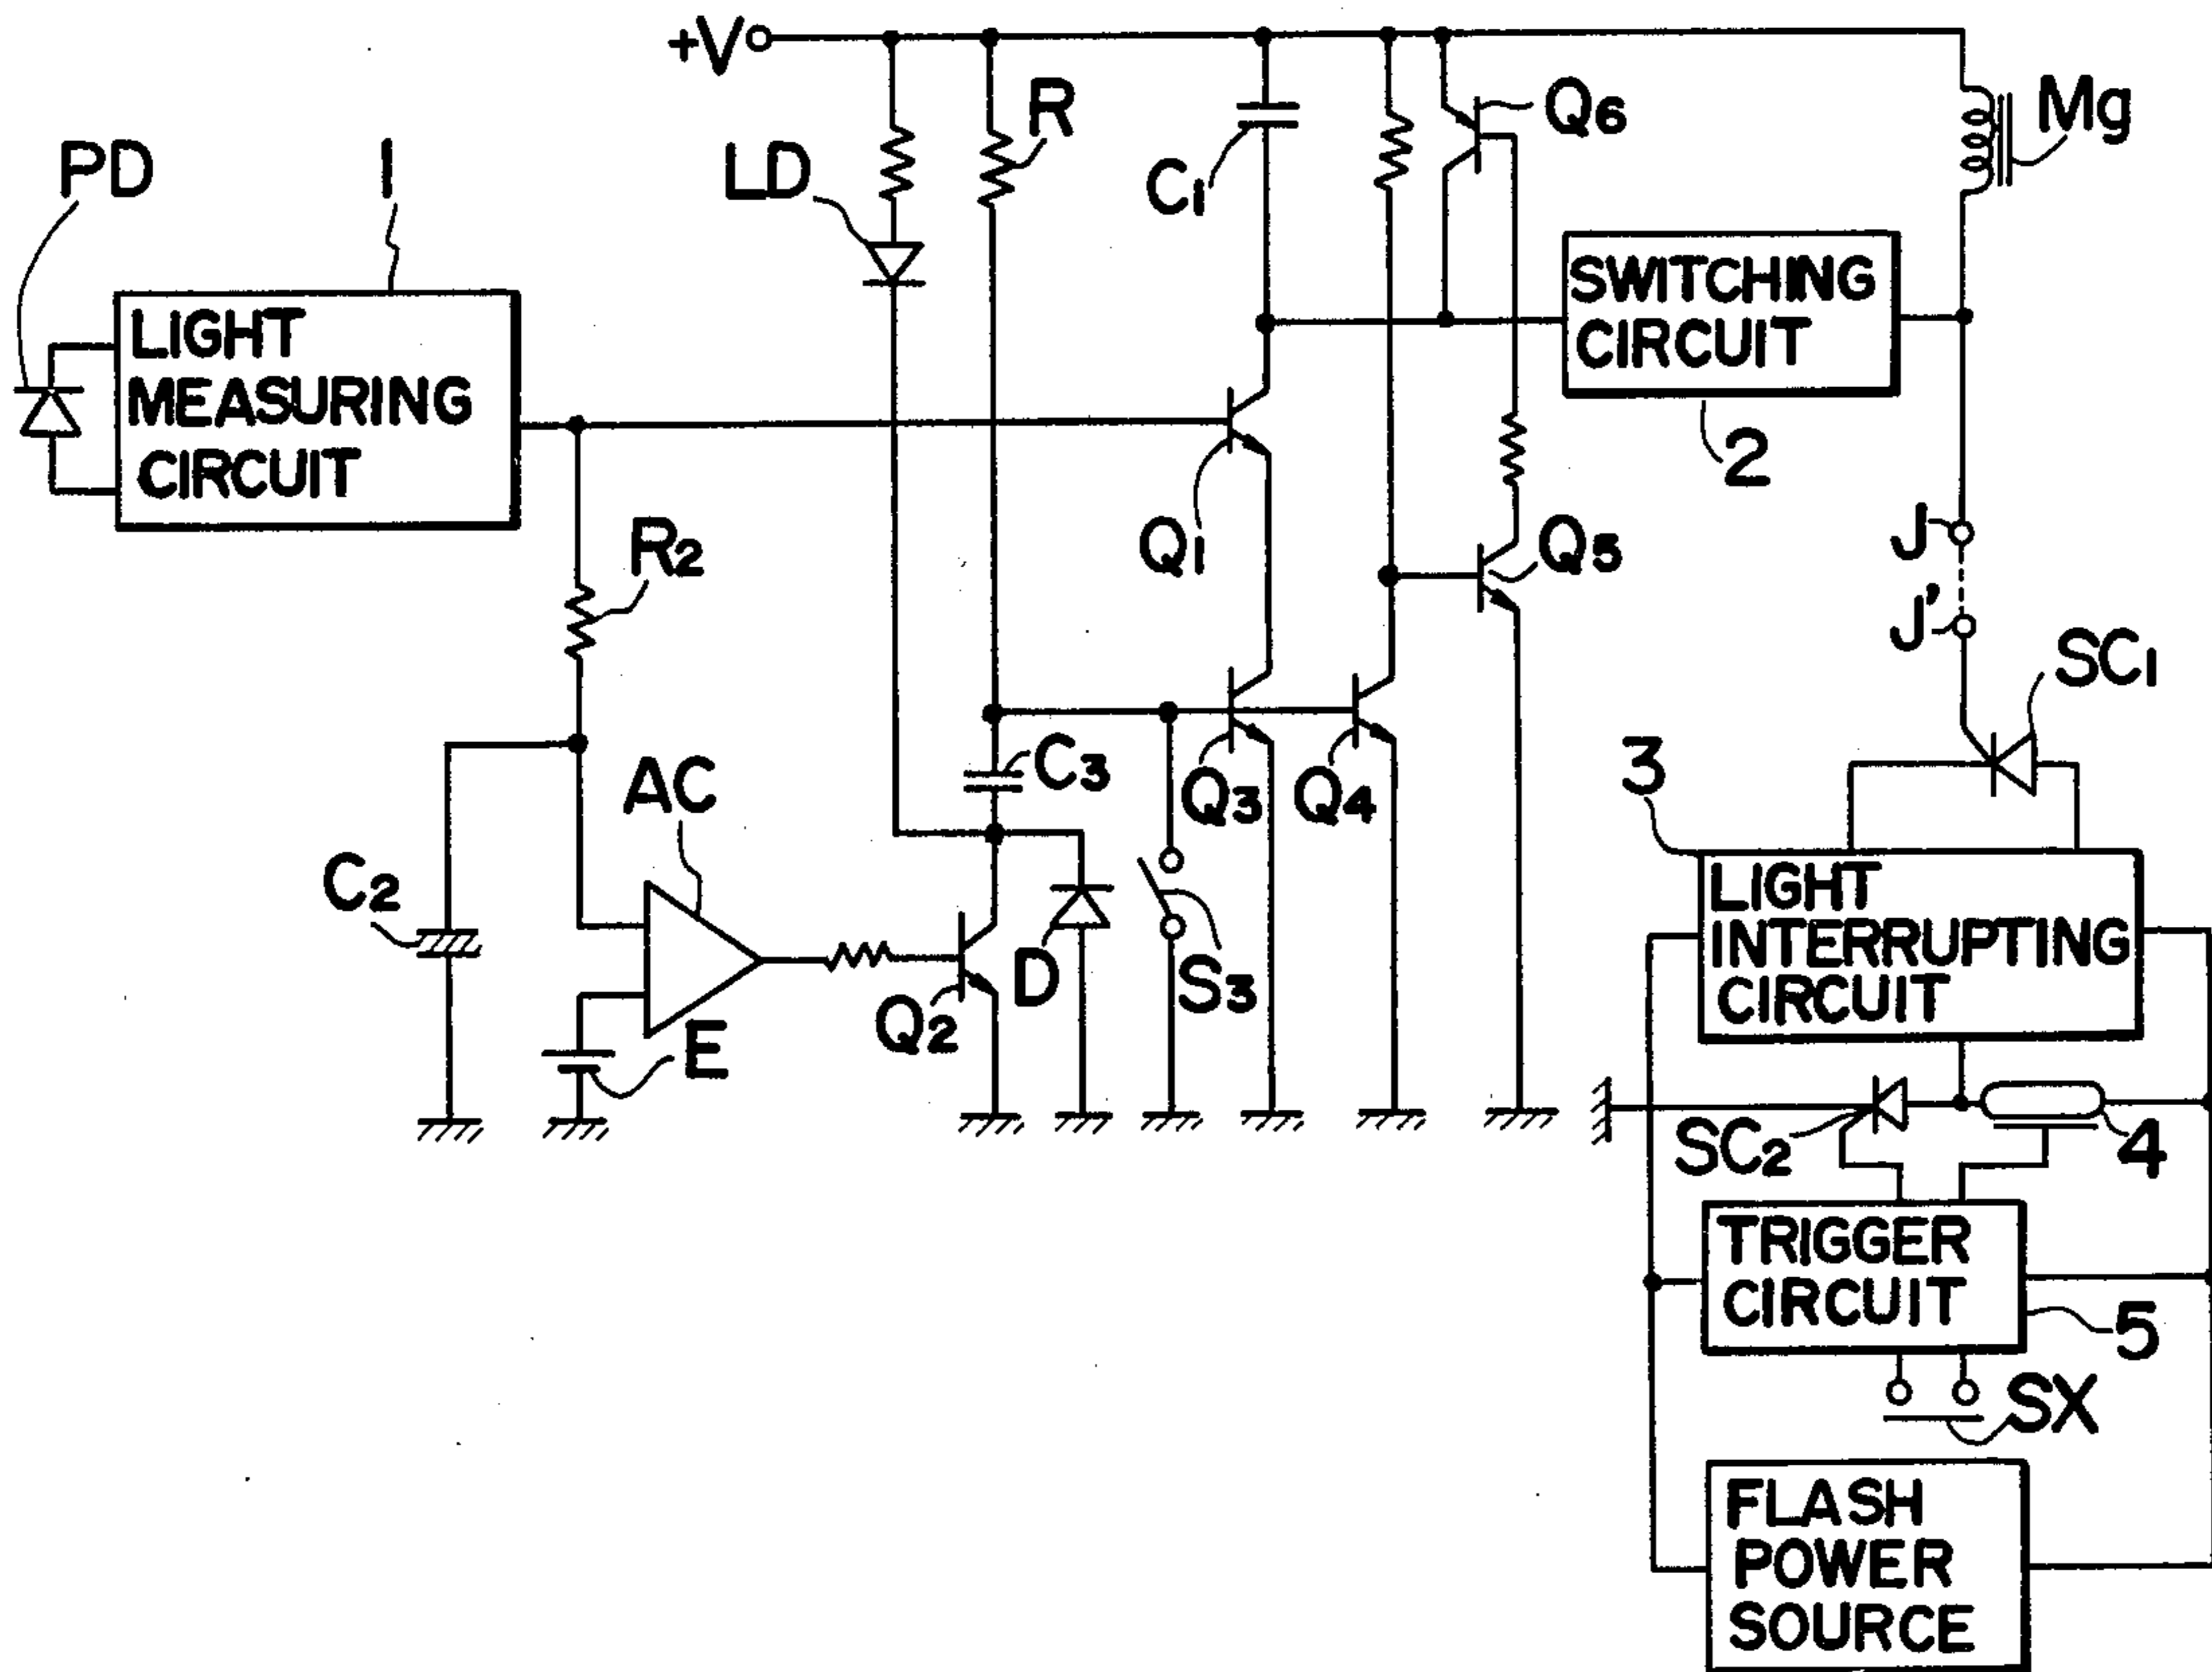 +V
PD
1
LD
R
C1
Q6
Mg
LIGHT
MEASURING
CIRCUIT
SWITCHING
CIRCUIT
2
R2
Q1
Q5
J
J'
SC1
AC
C3
Q3
Q4
3
C2
E
Q2
D
S3
LIGHT
INTERRUPTING
CIRCUIT
SC2
4
TRIGGER
CIRCUIT
5
SX
FLASH
POWER
SOURCE